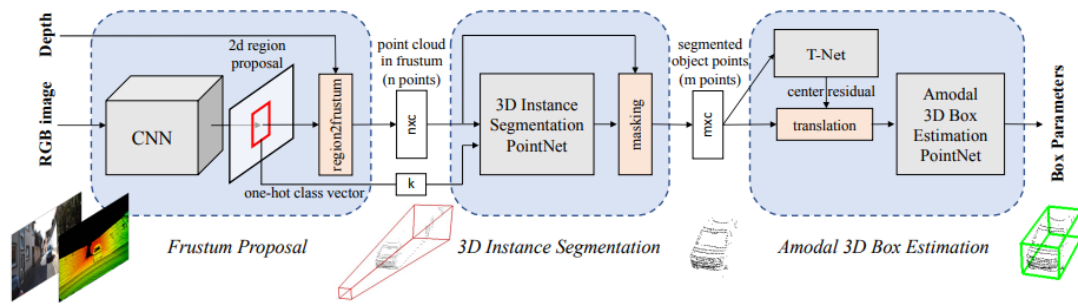 Depth
RGB image
CNN
2d region
proposal
region2frustum
one-hot class vector
Frustum Proposal
point cloud
in frustum
(n points)
nxc
k
3D Instance
Segmentation
PointNet
masking
3D Instance Segmentation
segmented
object points
(m points)
mxc
T-Net
center residual
translation
Amodal
3D Box
Estimation
PointNet
Amodal 3D Box Estimation
Box Parameters